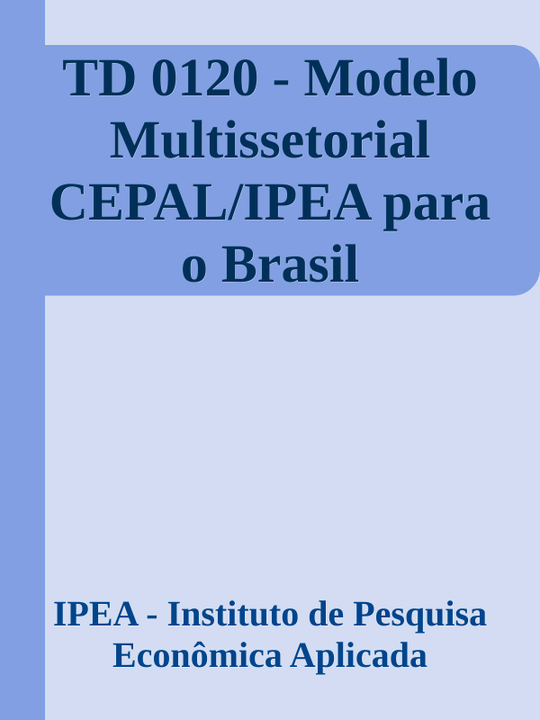 TD 0120 - Modelo
Multissetorial
CEPAL/IPEA para
o Brasil
IPEA - Instituto de Pesquisa
Econômica Aplicada